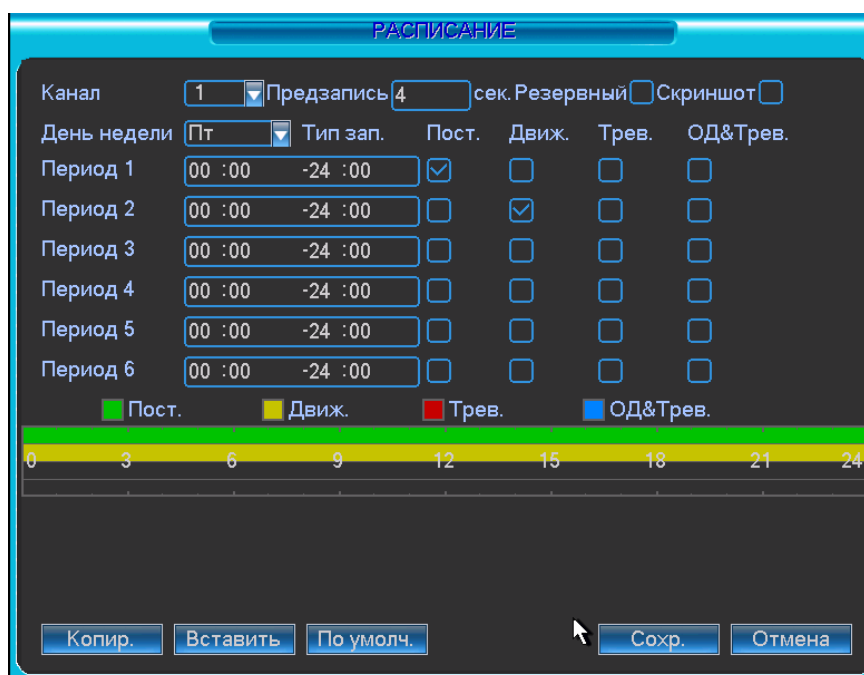 РАСПИСАНИЕ
Канал 1 Предзапись 4 сек. Резервный Скриншот
День недели Пт Тип зап. Пост. Движ. Трев. ОД&Трев.
Период 1 00 :00 -24 :00
Период 2 00 :00 -24 :00
Период 3 00 :00 -24 :00
Период 4 00 :00 -24 :00
Период 5 00 :00 -24 :00
Период 6 00 :00 -24 :00
Пост. Движ. Трев. ОД&Трев.
0 3 6 9 12 15 18 21 24
Копир. Вставить По умолч. Сохр. Отмена